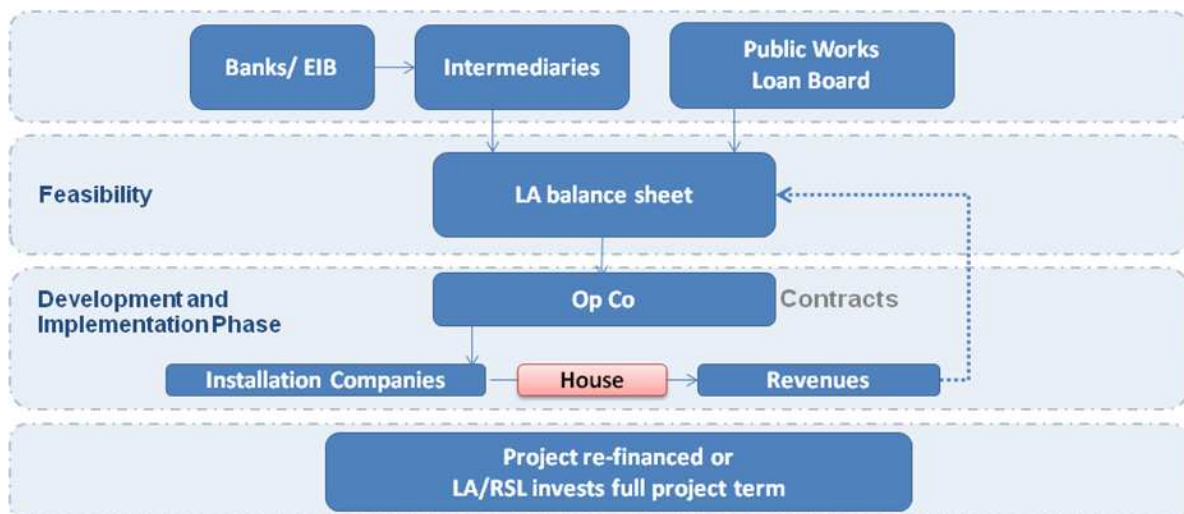 Banks/ EIB
Intermediaries
Public Works
Loan Board
Feasibility
LA balance sheet
Development and
Implementation Phase
Op Co
Contracts
Installation Companies
House
Revenues
Project re-financed or
LA/RSL invests full project term